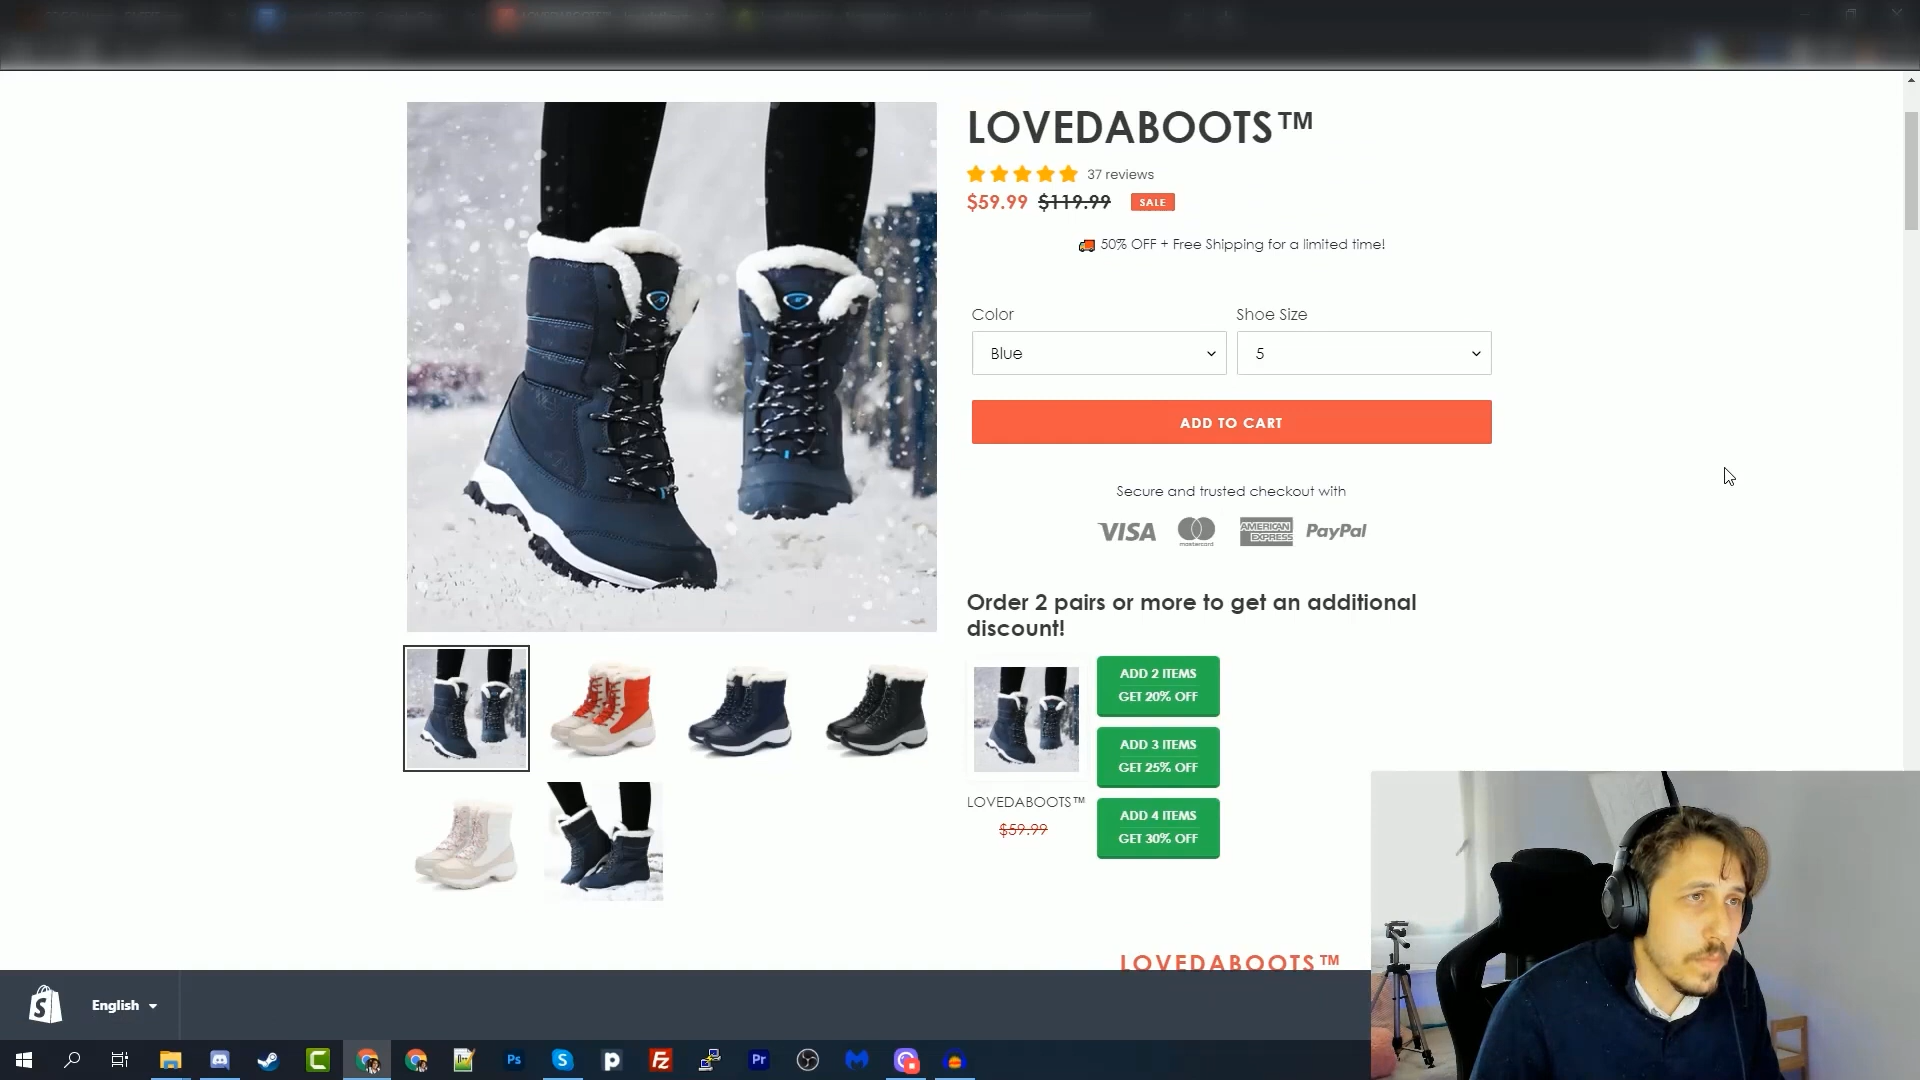 LOVEDABOOTS™
37 reviews
$59.99 $119.99 SALE
50% OFF + Free Shipping for a limited time!
Color Shoe Size
Blue 5
ADD TO CART
Secure and trusted checkout with
VISA mastercard AMERICAN EXPRESS PayPal
Order 2 pairs or more to get an additional
discount!
ADD 2 ITEMS
GET 20% OFF
ADD 3 ITEMS
GET 25% OFF
LOVEDABOOTS™
$59.99
ADD 4 ITEMS
GET 30% OFF
LOVEDABOOTS™
English
Ps
Pr